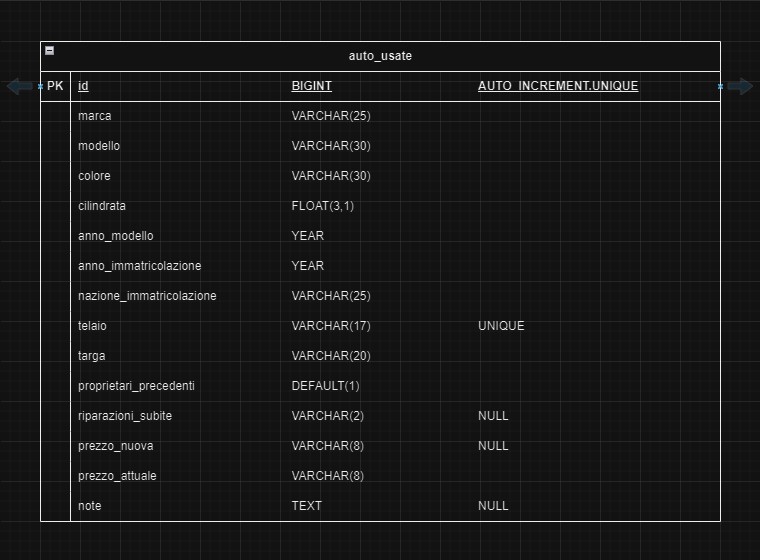 auto_usate
PK id BIGINT AUTO_INCREMENT.UNIQUE
marca VARCHAR(25)
modello VARCHAR(30)
colore VARCHAR(30)
cilindrata FLOAT(3,1)
anno_modello YEAR
anno_immatricolazione YEAR
nazione_immatricolazione VARCHAR(25)
telaio VARCHAR(17) UNIQUE
targa VARCHAR(20)
proprietari_precedenti DEFAULT(1)
riparazioni_subite VARCHAR(2) NULL
prezzo_nuova VARCHAR(8) NULL
prezzo_attuale VARCHAR(8)
note TEXT NULL